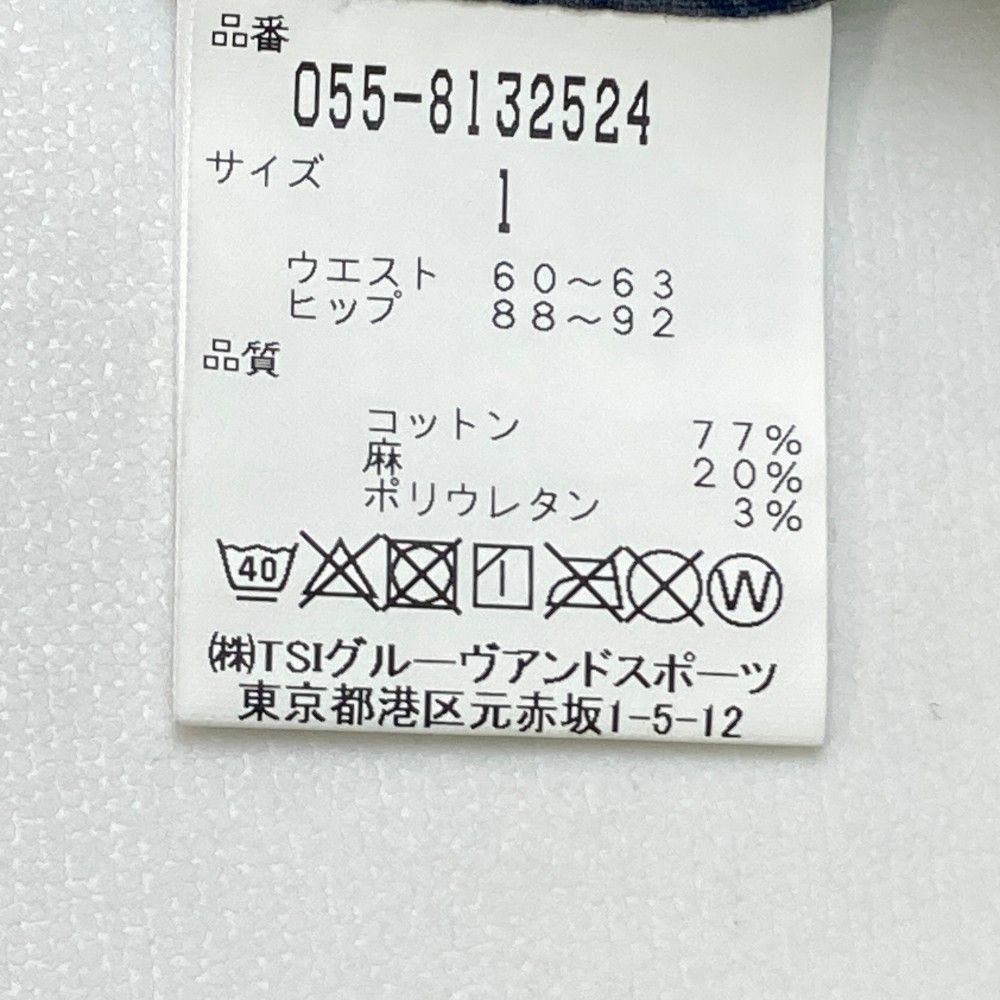 品番
055-8132524
サイズ 1
ウエスト 60～63
ヒップ 88～92
品質
コットン 77%
麻 20%
ポリウレタン 3%
40 W
㈱TSIグルーヴアンドスポーツ
東京都港区元赤坂1-5-12